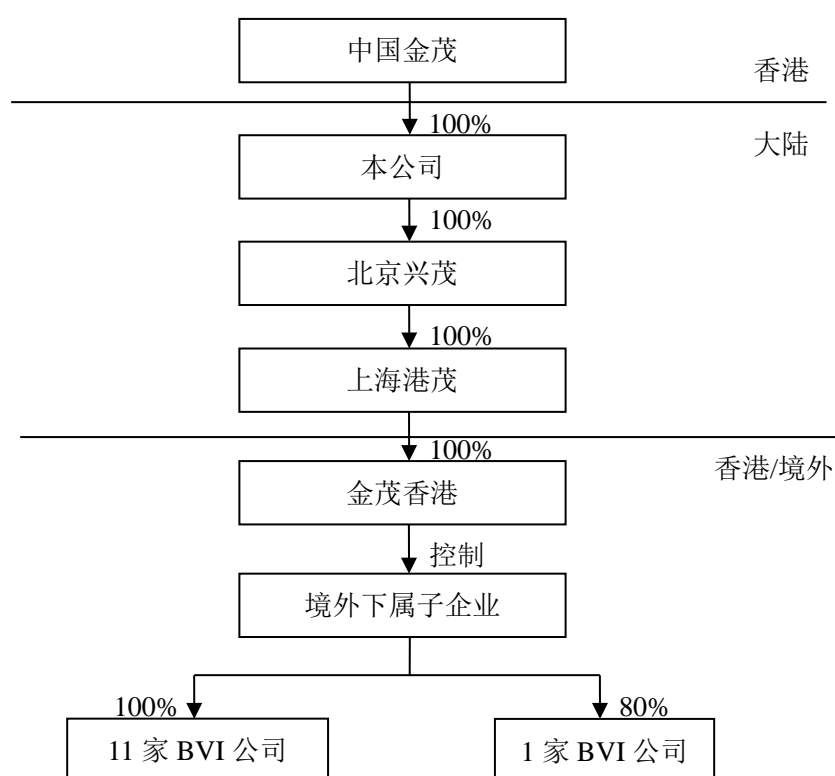 中国金茂
香港
100%
大陆
本公司
100%
北京兴茂
100%
上海港茂
100%
香港/境外
金茂香港
控制
境外下属子企业
100%
80%
11 家 BVI 公司
1 家 BVI 公司